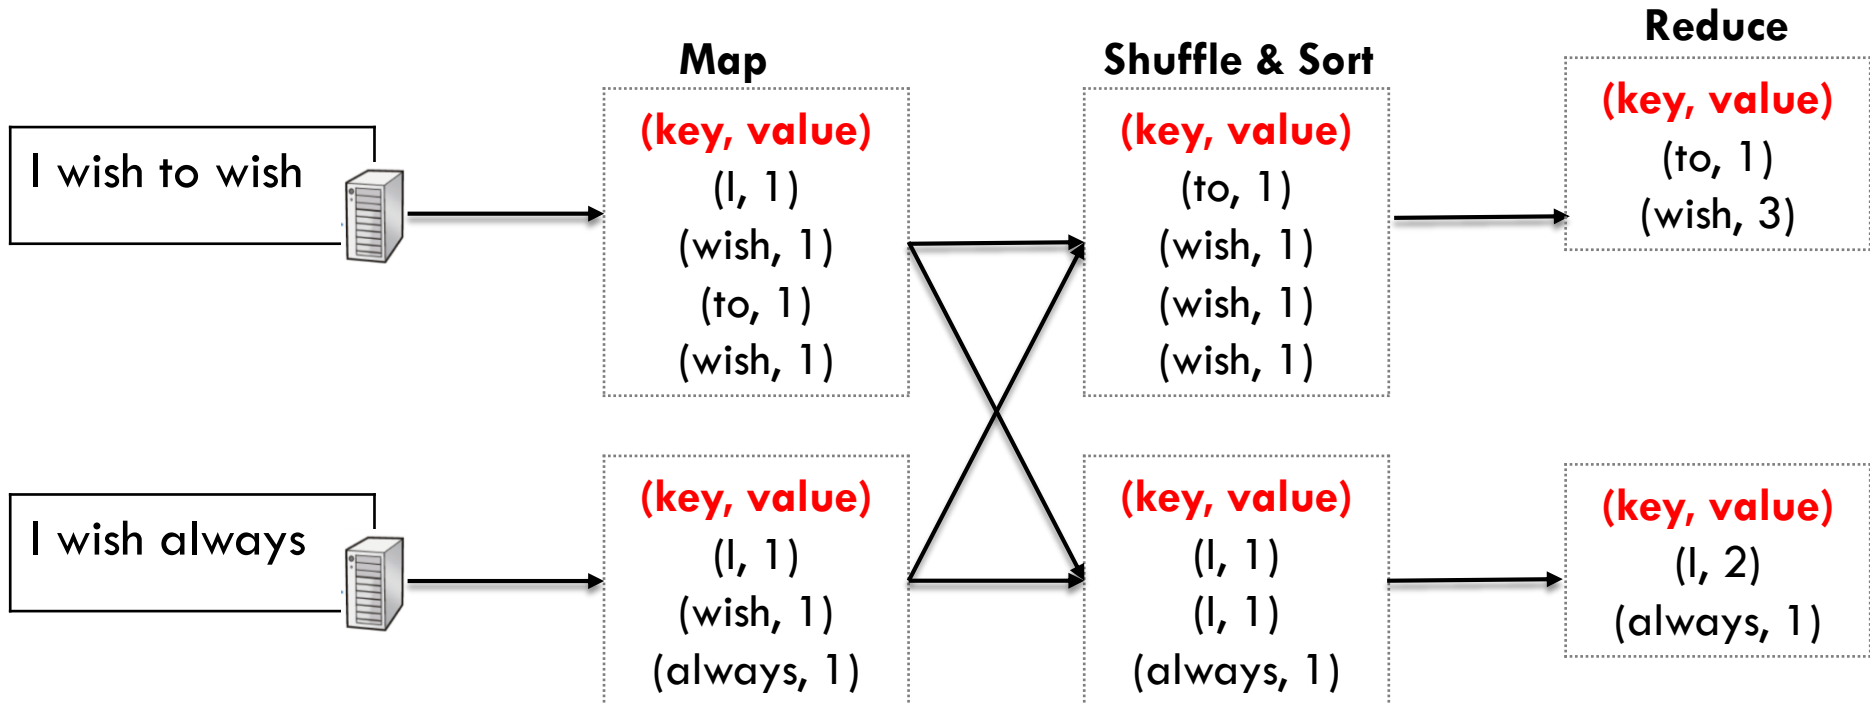 I wish to wish
I wish always
Map
(key, value)
(I, 1)
(wish, 1)
(to, 1)
(wish, 1)
(key, value)
(I, 1)
(wish, 1)
(always, 1)
Shuffle & Sort
(key, value)
(to, 1)
(wish, 1)
(wish, 1)
(wish, 1)
(key, value)
(I, 1)
(I, 1)
(always, 1)
Reduce
(key, value)
(to, 1)
(wish, 3)
(key, value)
(I, 2)
(always, 1)